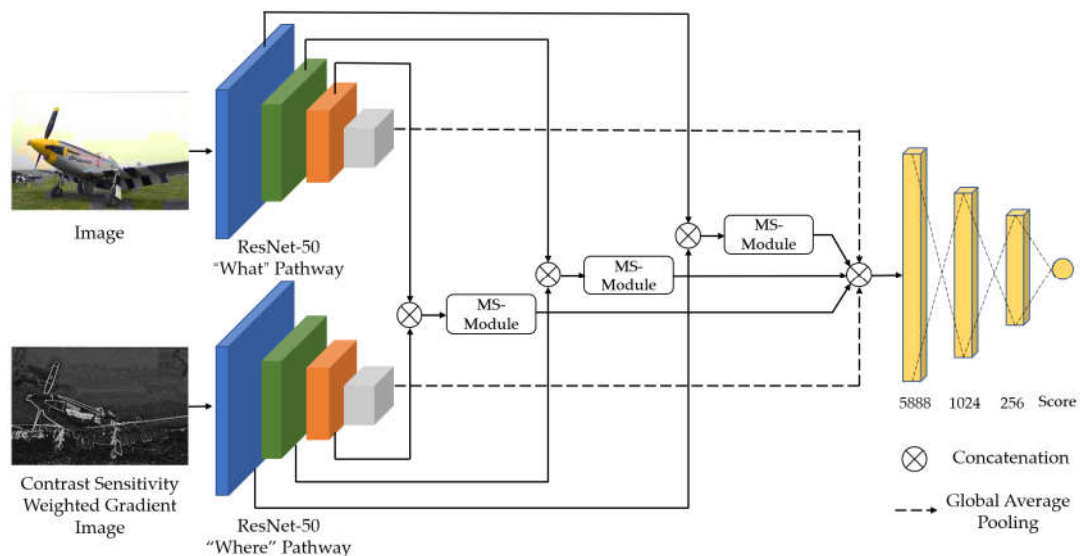 Image
ResNet-50
"What" Pathway
MS-
Module
MS-
Module
MS-
Module
Contrast Sensitivity
Weighted Gradient
Image
ResNet-50
“Where” Pathway
5888 1024 256 Score
Concatenation
Global Average
Pooling